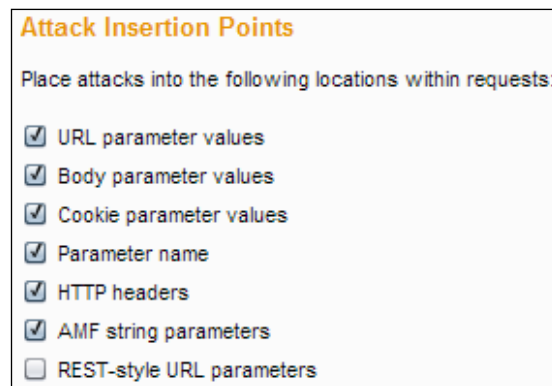 Attack Insertion Points
Place attacks into the following locations within requests:
URL parameter values
Body parameter values
Cookie parameter values
Parameter name
HTTP headers
AMF string parameters
REST-style URL parameters